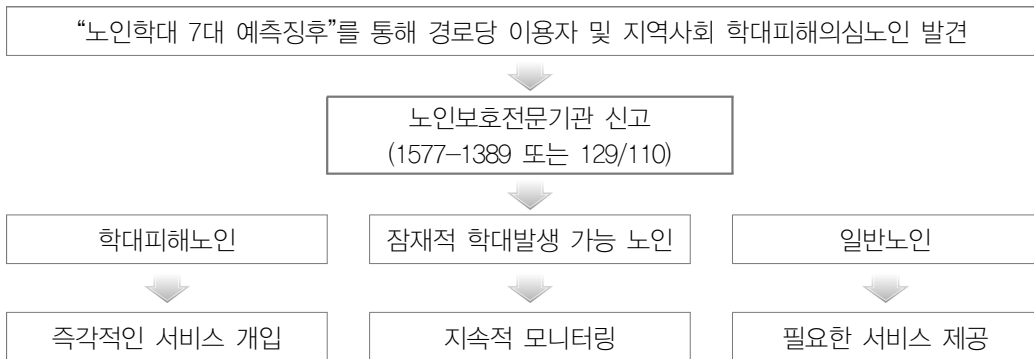 “노인학대 7대 예측징후”를 통해 경로당 이용자 및 지역사회 학대피해의심노인 발견
노인보호전문기관 신고
(1577-1389 또는 129/110)
학대피해노인
잠재적 학대발생 가능 노인
일반노인
즉각적인 서비스 개입
지속적 모니터링
필요한 서비스 제공